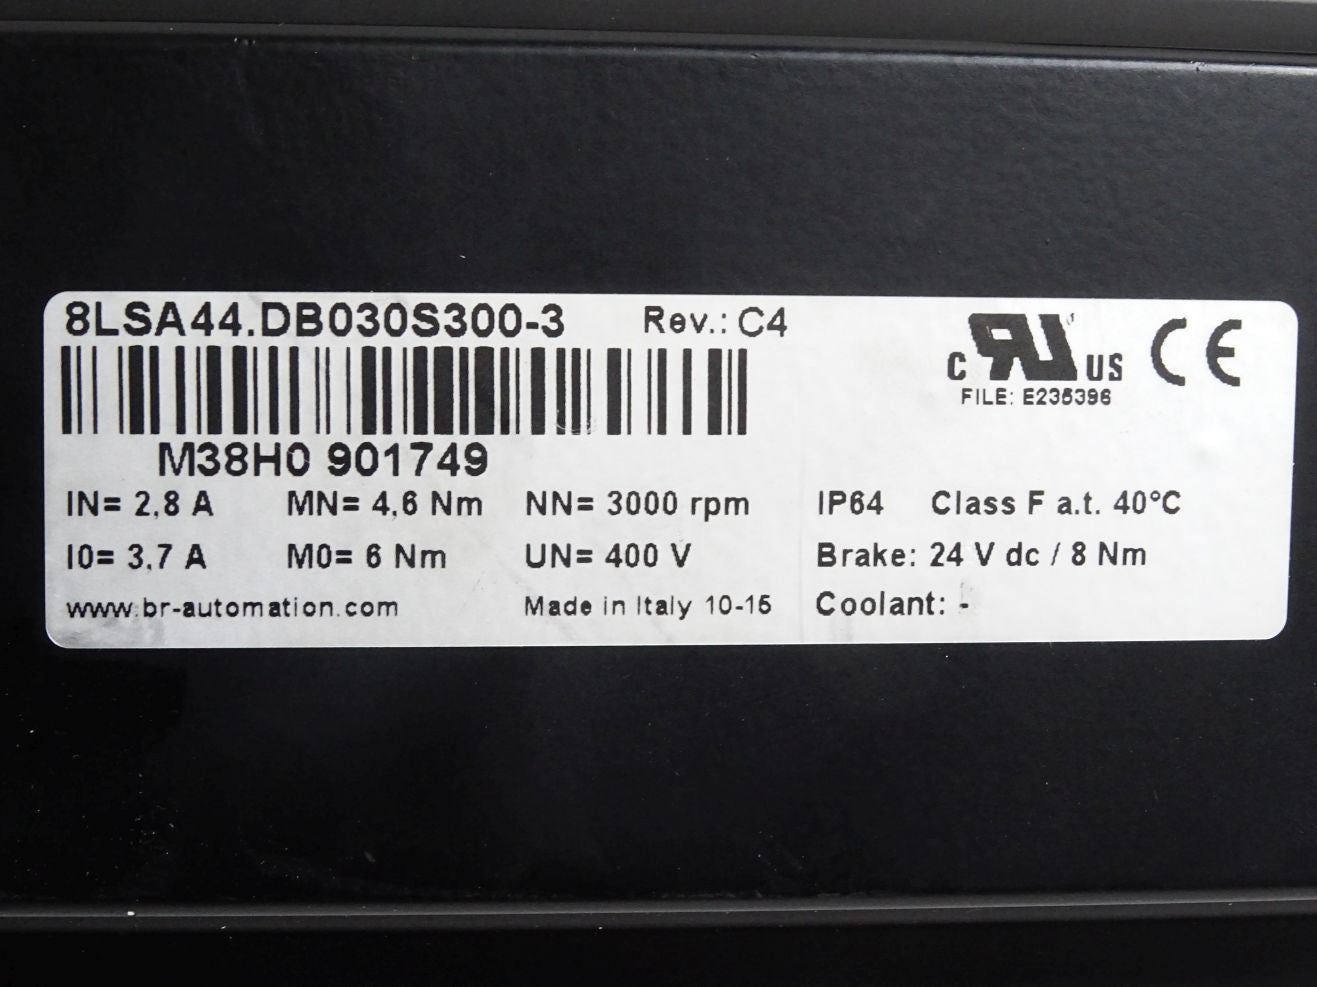 8LSA44.DB030S300-3 Rev.: C4
c RU US CE
FILE: E235396
M38H0 901749
IN= 2,8 A MN= 4,6 Nm NN= 3000 rpm IP64 Class F a.t. 40°C
I0= 3,7 A M0= 6 Nm UN= 400 V Brake: 24 V dc / 8 Nm
www.br-automation.com Made in Italy 10-15 Coolant: -